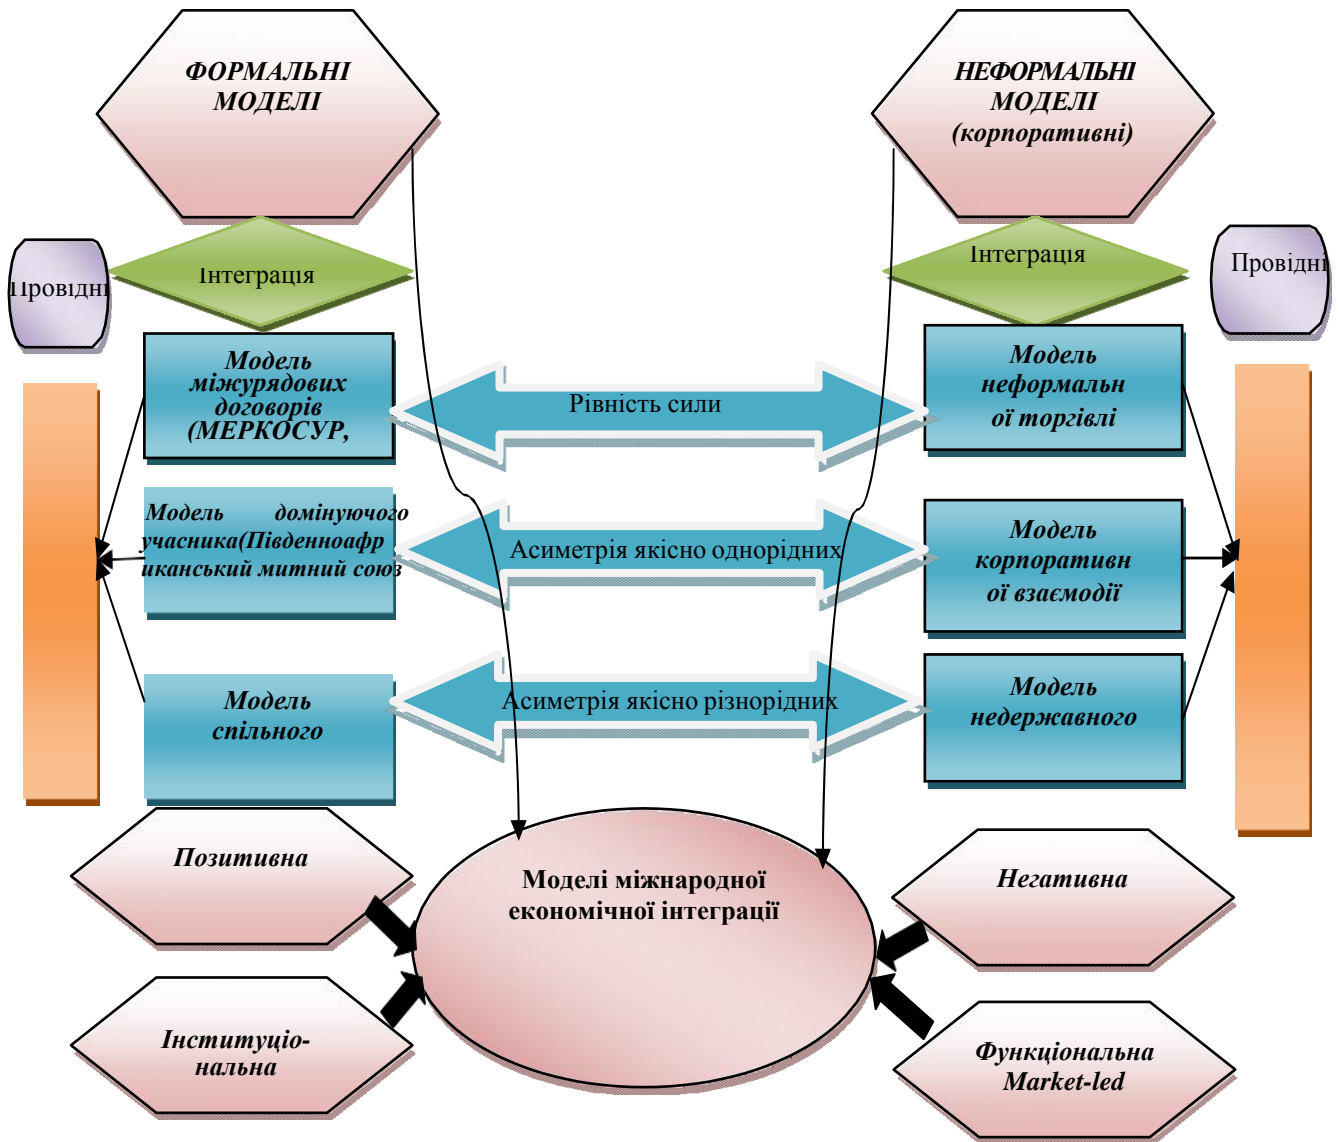 ФОРМАЛЬНІ
МОДЕЛІ
НЕФОРМАЛЬНІ
МОДЕЛІ
(корпоративні)
Інтеграція
Інтеграція
Провідні
Провідні
Модель
міжурядових
договорів
(МЕРКОСУР,
Рівність сили
Модель
неформальн
ої торгівлі
Модель домінуючого
учасника(Південноафр
иканський митний союз
Асиметрія якісно однорідних
Модель
корпоративн
ої взаємодії
Модель
спільного
Асиметрія якісно різнорідних
Модель
недержавного
Позитивна
Моделі міжнародної
економічної інтеграції
Негативна
Інституціо-
нальна
Функціональна
Market-led